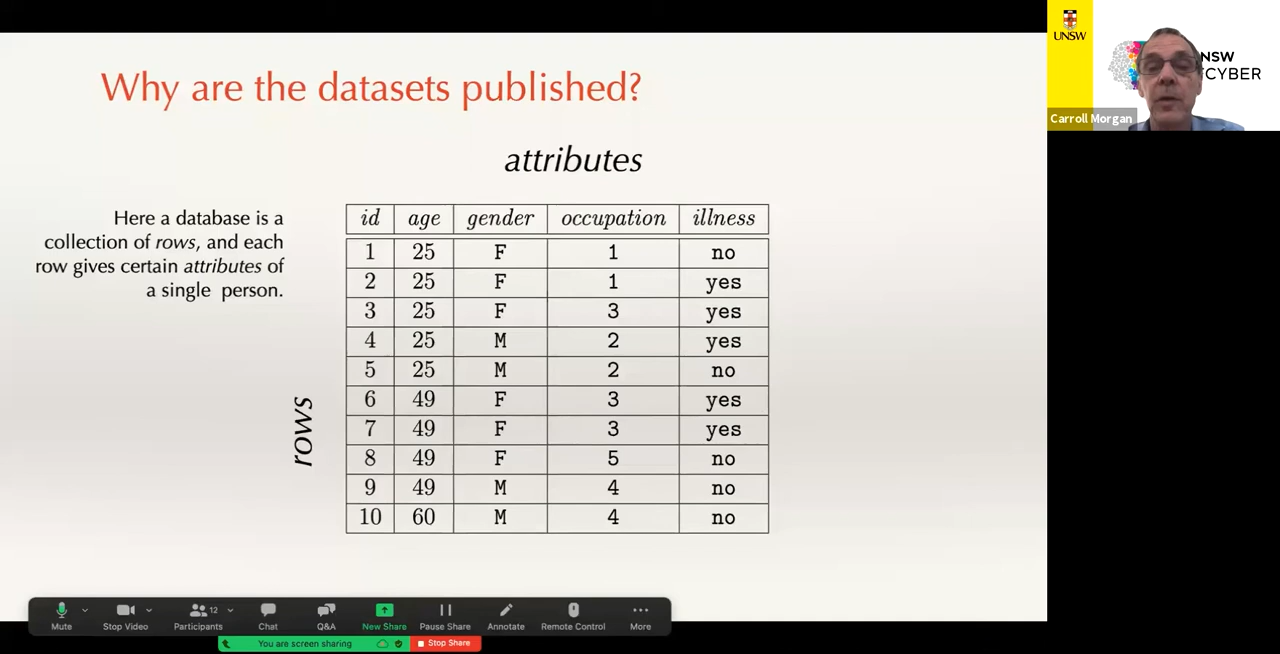 Why are the datasets published?
attributes
Here a database is a
collection of rows, and each
row gives certain attributes of
a single person.
rows
id age gender occupation illness
1 25 F 1 no
2 25 F 1 yes
3 25 F 3 yes
4 25 M 2 yes
5 25 M 2 no
6 49 F 3 yes
7 49 F 3 yes
8 49 F 5 no
9 49 M 4 no
10 60 M 4 no
UNSW
NSW
CYBER
Carroll Morgan
Mute
Stop Video
12
Participants
Chat
Q&A
New Share
Pause Share
Annotate
Remote Control
More
You are screen sharing
Stop Share